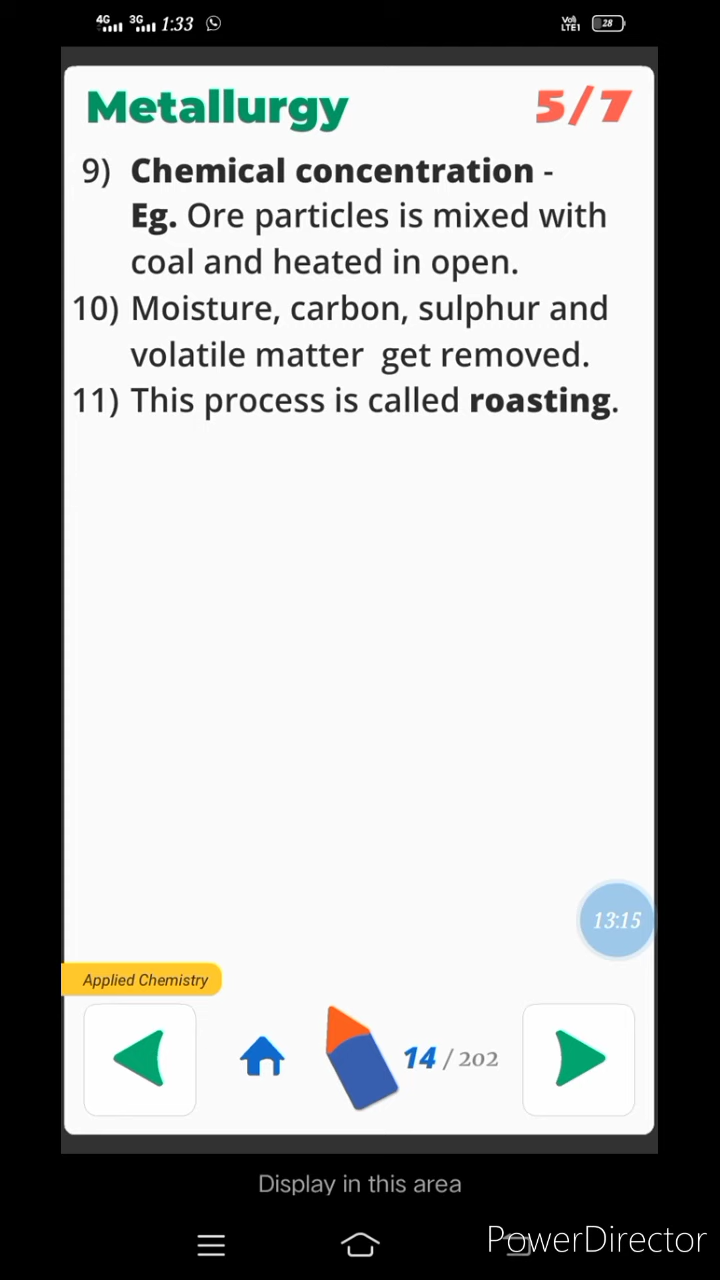 4G 3G 1:33 VoLTE1 28
Metallurgy 5/7
9) Chemical concentration -
Eg. Ore particles is mixed with
coal and heated in open.
10) Moisture, carbon, sulphur and
volatile matter get removed.
11) This process is called roasting.
13:15
Applied Chemistry
14 / 202
Display in this area
PowerDirector